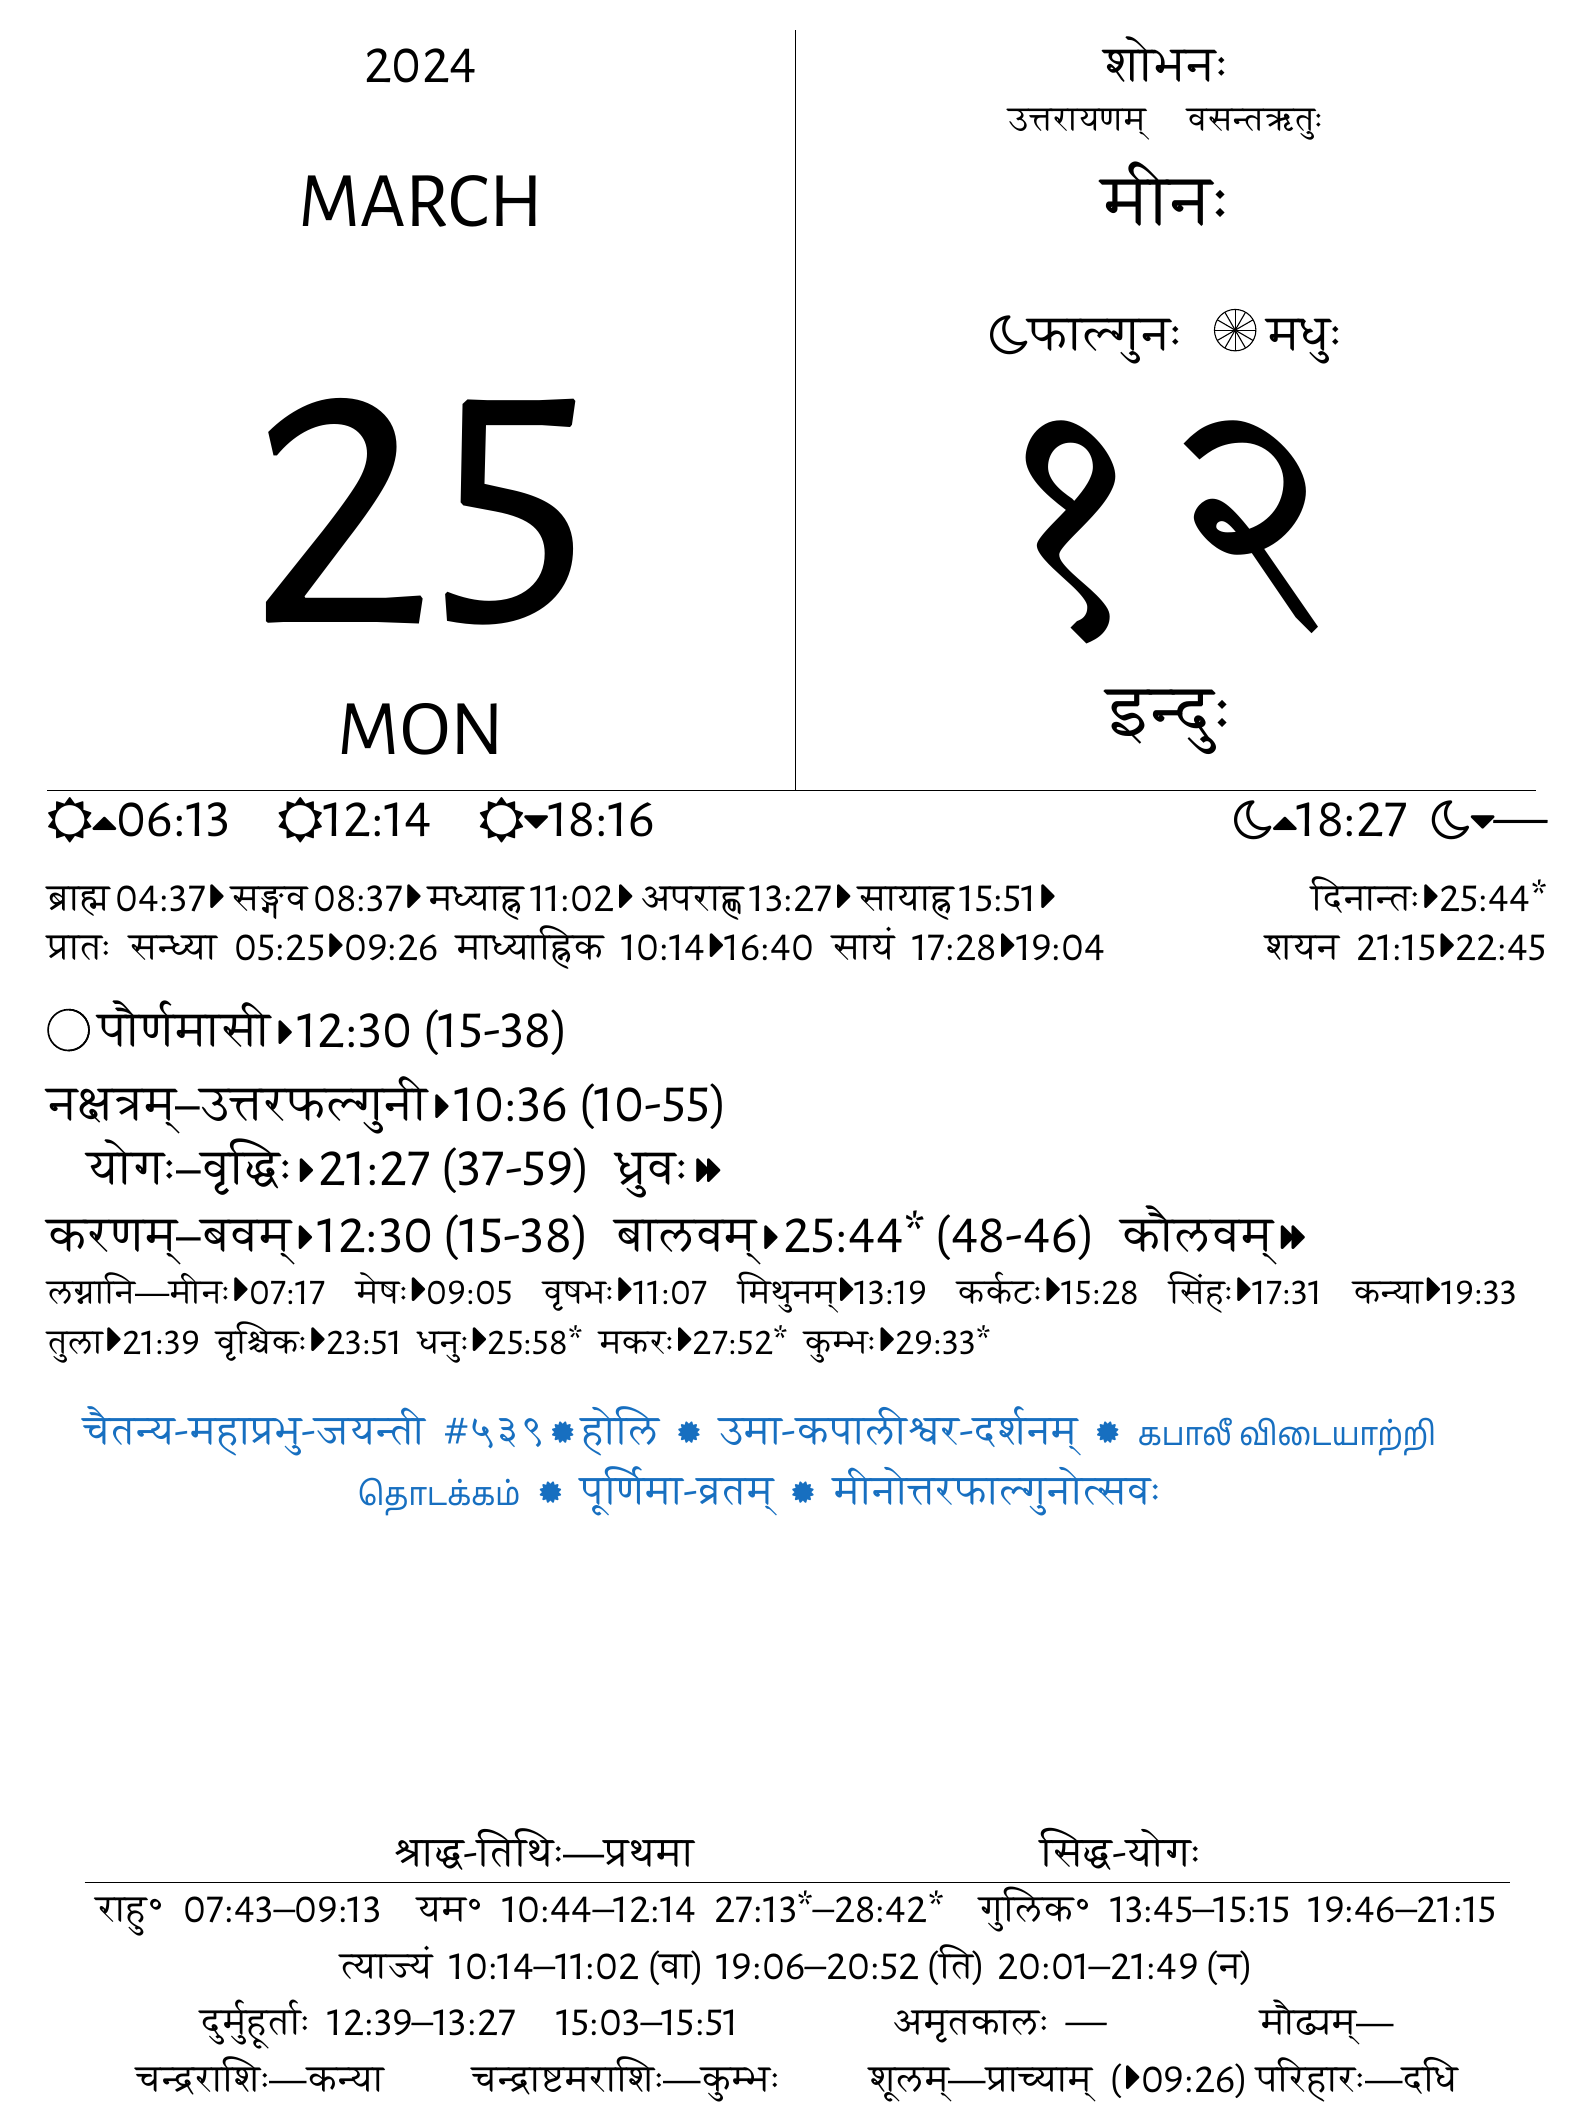 2024
MARCH
25
MON
शोभनः
उत्तरायणम् वसन्तऋतुः
मीनः
फाल्गुनः मधुः
१२
इन्दुः
06:13 12:14 18:16 18:27 —
ब्राह्म 04:37 सङ्गव 08:37 मध्याह्न 11:02 अपराह्ण 13:27 सायाह्न 15:51 दिनान्तः 25:44*
प्रातः सन्ध्या 05:25 09:26 माध्याह्निक 10:14 16:40 सायं 17:28 19:04 शयन 21:15 22:45
पौर्णमासी 12:30 (15-38)
नक्षत्रम्–उत्तरफल्गुनी 10:36 (10-55)
योगः–वृद्धिः 21:27 (37-59) ध्रुवः
करणम्–बवम् 12:30 (15-38) बालवम् 25:44* (48-46) कौलवम्
लग्नानि—मीनः 07:17 मेषः 09:05 वृषभः 11:07 मिथुनम् 13:19 कर्कटः 15:28 सिंहः 17:31 कन्या 19:33
तुला 21:39 वृश्चिकः 23:51 धनुः 25:58* मकरः 27:52* कुम्भः 29:33*
चैतन्य-महाप्रभु-जयन्ती #५३९ होलि उमा-कपालीश्वर-दर्शनम् கபாலீ விடையாற்றி
தொடக்கம் पूर्णिमा-व्रतम् मीनोत्तरफाल्गुनोत्सवः
श्राद्ध-तिथिः—प्रथमा सिद्ध-योगः
राहु॰ 07:43–09:13 यम॰ 10:44–12:14 27:13*–28:42* गुलिक॰ 13:45–15:15 19:46–21:15
त्याज्यं 10:14–11:02 (वा) 19:06–20:52 (ति) 20:01–21:49 (न)
दुर्मुहूर्ताः 12:39–13:27 15:03–15:51 अमृतकालः — मौढ्यम्—
चन्द्रराशिः—कन्या चन्द्राष्टमराशिः—कुम्भः शूलम्—प्राच्याम् (09:26) परिहारः—दधि